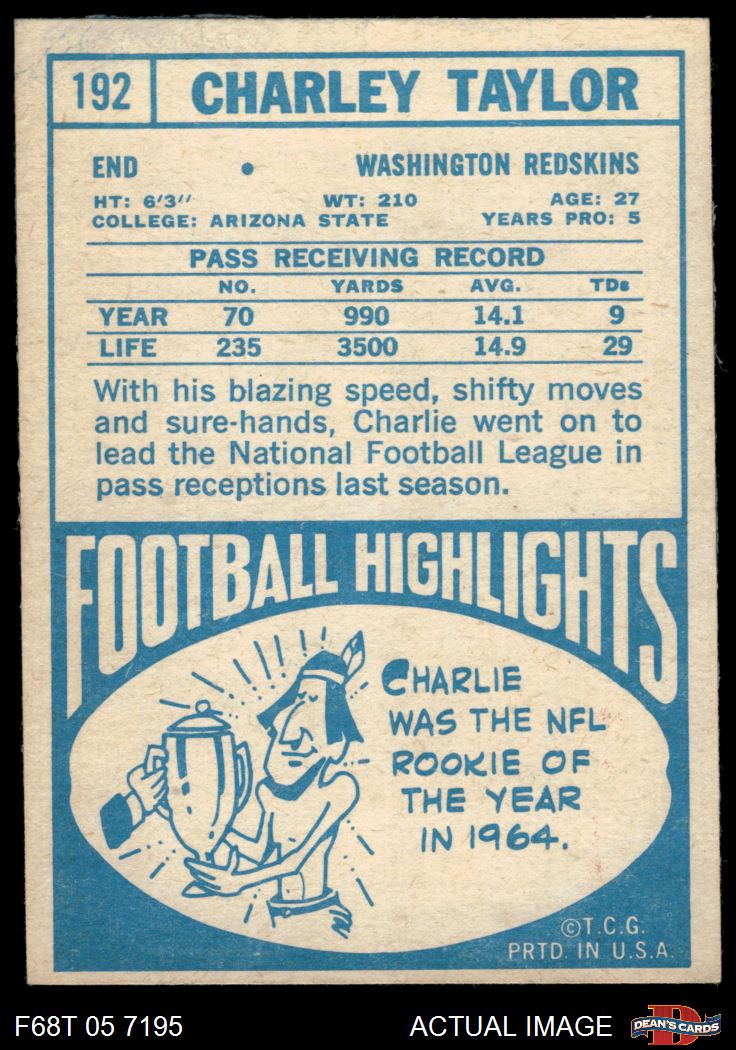 192 CHARLEY TAYLOR
END • WASHINGTON REDSKINS
HT: 6'3" WT: 210 AGE: 27
COLLEGE: ARIZONA STATE YEARS PRO: 5
PASS RECEIVING RECORD
NO. YARDS AVG. TDs
YEAR 70 990 14.1 9
LIFE 235 3500 14.9 29
With his blazing speed, shifty moves
and sure-hands, Charlie went on to
lead the National Football League in
pass receptions last season.
FOOTBALL HIGHLIGHTS
CHARLIE
WAS THE NFL
ROOKIE OF
THE YEAR
IN 1964.
©T.C.G.
PRTD. IN U.S.A.
F68T 05 7195 ACTUAL IMAGE DEAN'S CARDS